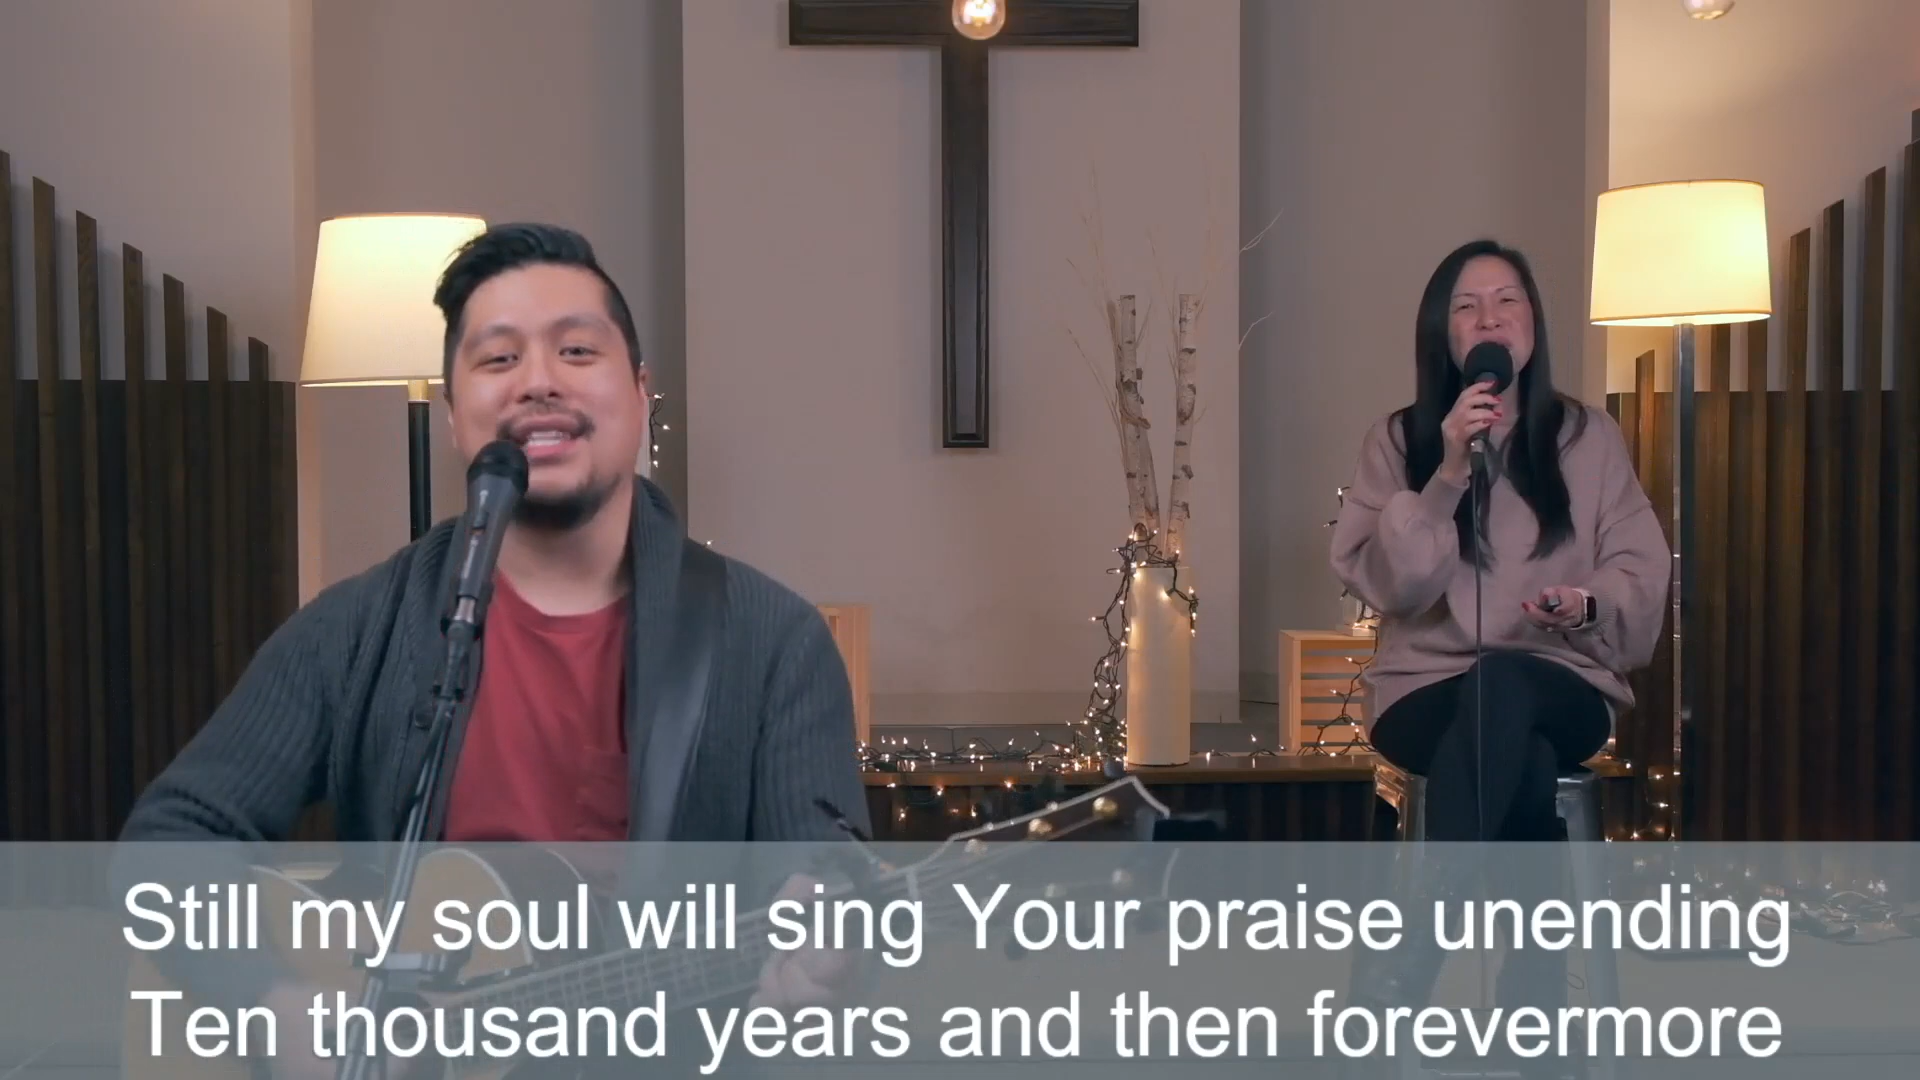 Still my soul will sing Your praise unending
Ten thousand years and then forevermore